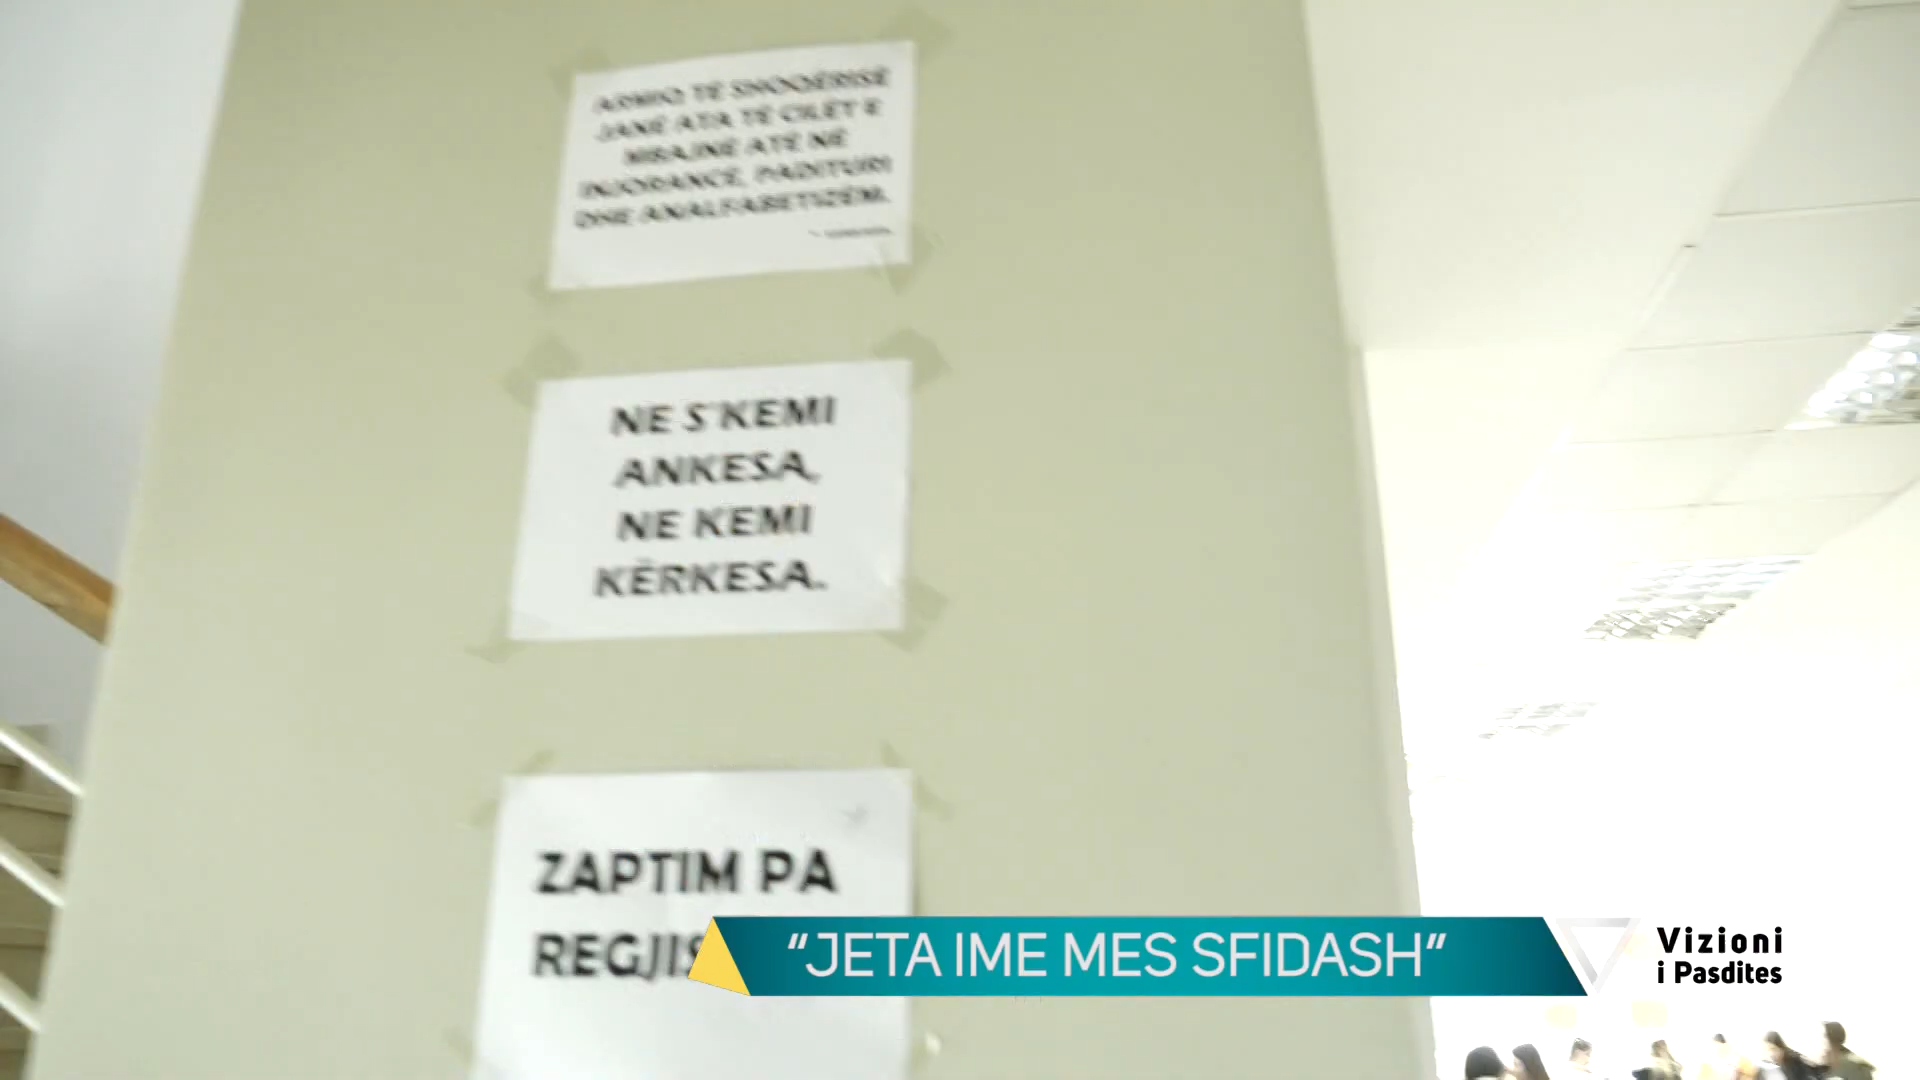 ARMIQ TË SHOQËRISË
JANË ATA TË CILËT E
MBAJNË ATË NË
INJORANCË, PADITURI
DHE ANALFABETIZËM.
NE S'KEMI
ANKESA,
NE KEMI
KËRKESA.
ZAPTIM PA
REGJIS
"JETA IME MES SFIDASH"
Vizioni
i Pasdites